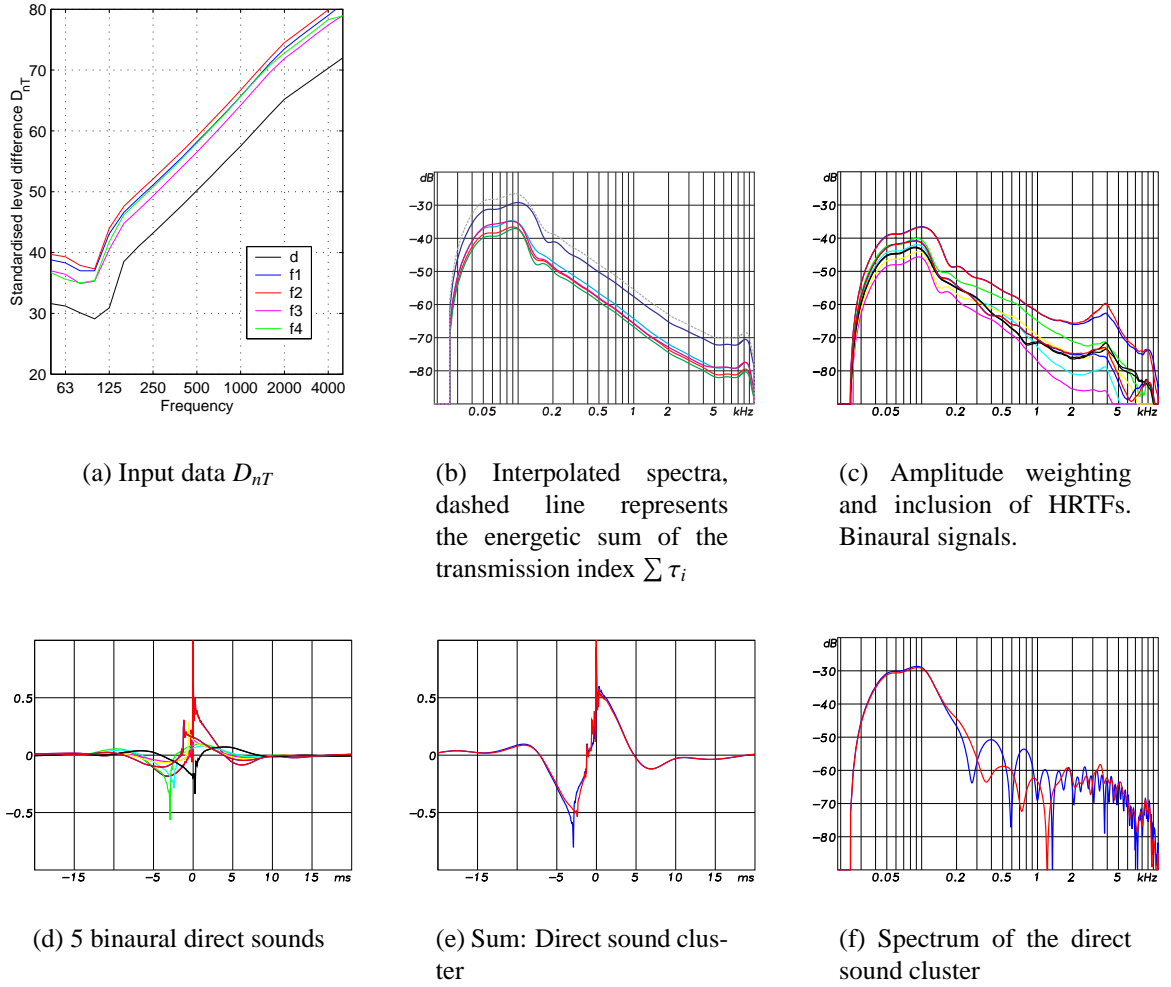 80
70
60
50
40
30
20
Standardised level difference D_nT
63 125 250 500 1000 2000 4000
Frequency
d
f1
f2
f3
f4
dB
−30
−40
−50
−60
−70
−80
0.05 0.2 0.5 1 2 5 kHz
dB
−30
−40
−50
−60
−70
−80
0.05 0.2 0.5 1 2 5 kHz
(a) Input data D_nT
(b) Interpolated spectra,
dashed line represents
the energetic sum of the
transmission index ∑ τ_i
(c) Amplitude weighting
and inclusion of HRTFs.
Binaural signals.
0.5
0
−0.5
−15 −10 −5 0 5 10 15 ms
0.5
0
−0.5
−15 −10 −5 0 5 10 15 ms
dB
−30
−40
−50
−60
−70
−80
0.05 0.2 0.5 1 2 5 kHz
(d) 5 binaural direct sounds
(e) Sum: Direct sound clus-
ter
(f) Spectrum of the direct
sound cluster